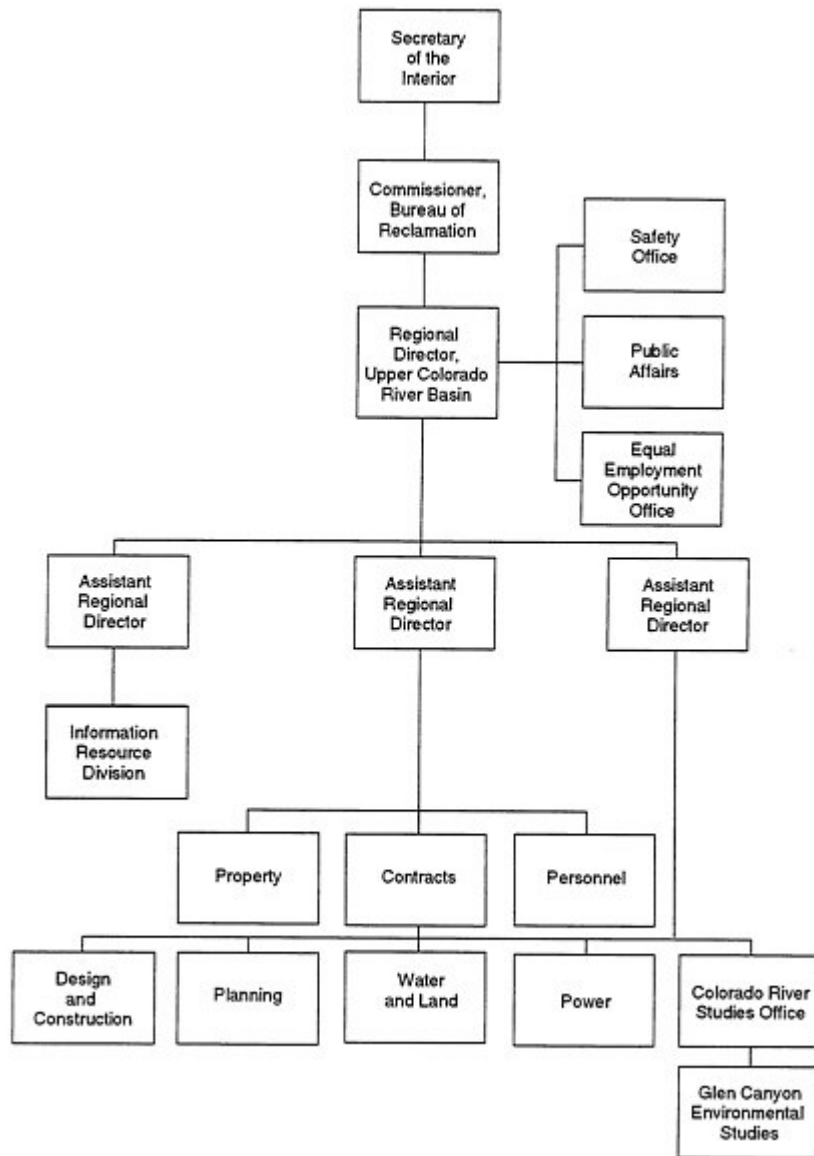 Secretary
of the
Interior
Commissioner,
Bureau of
Reclamation
Safety
Office
Regional
Director,
Upper Colorado
River Basin
Public
Affairs
Equal
Employment
Opportunity
Office
Assistant
Regional
Director
Assistant
Regional
Director
Assistant
Regional
Director
Information
Resource
Division
Property
Contracts
Personnel
Design
and
Construction
Planning
Water
and Land
Power
Colorado River
Studies Office
Glen Canyon
Environmental
Studies